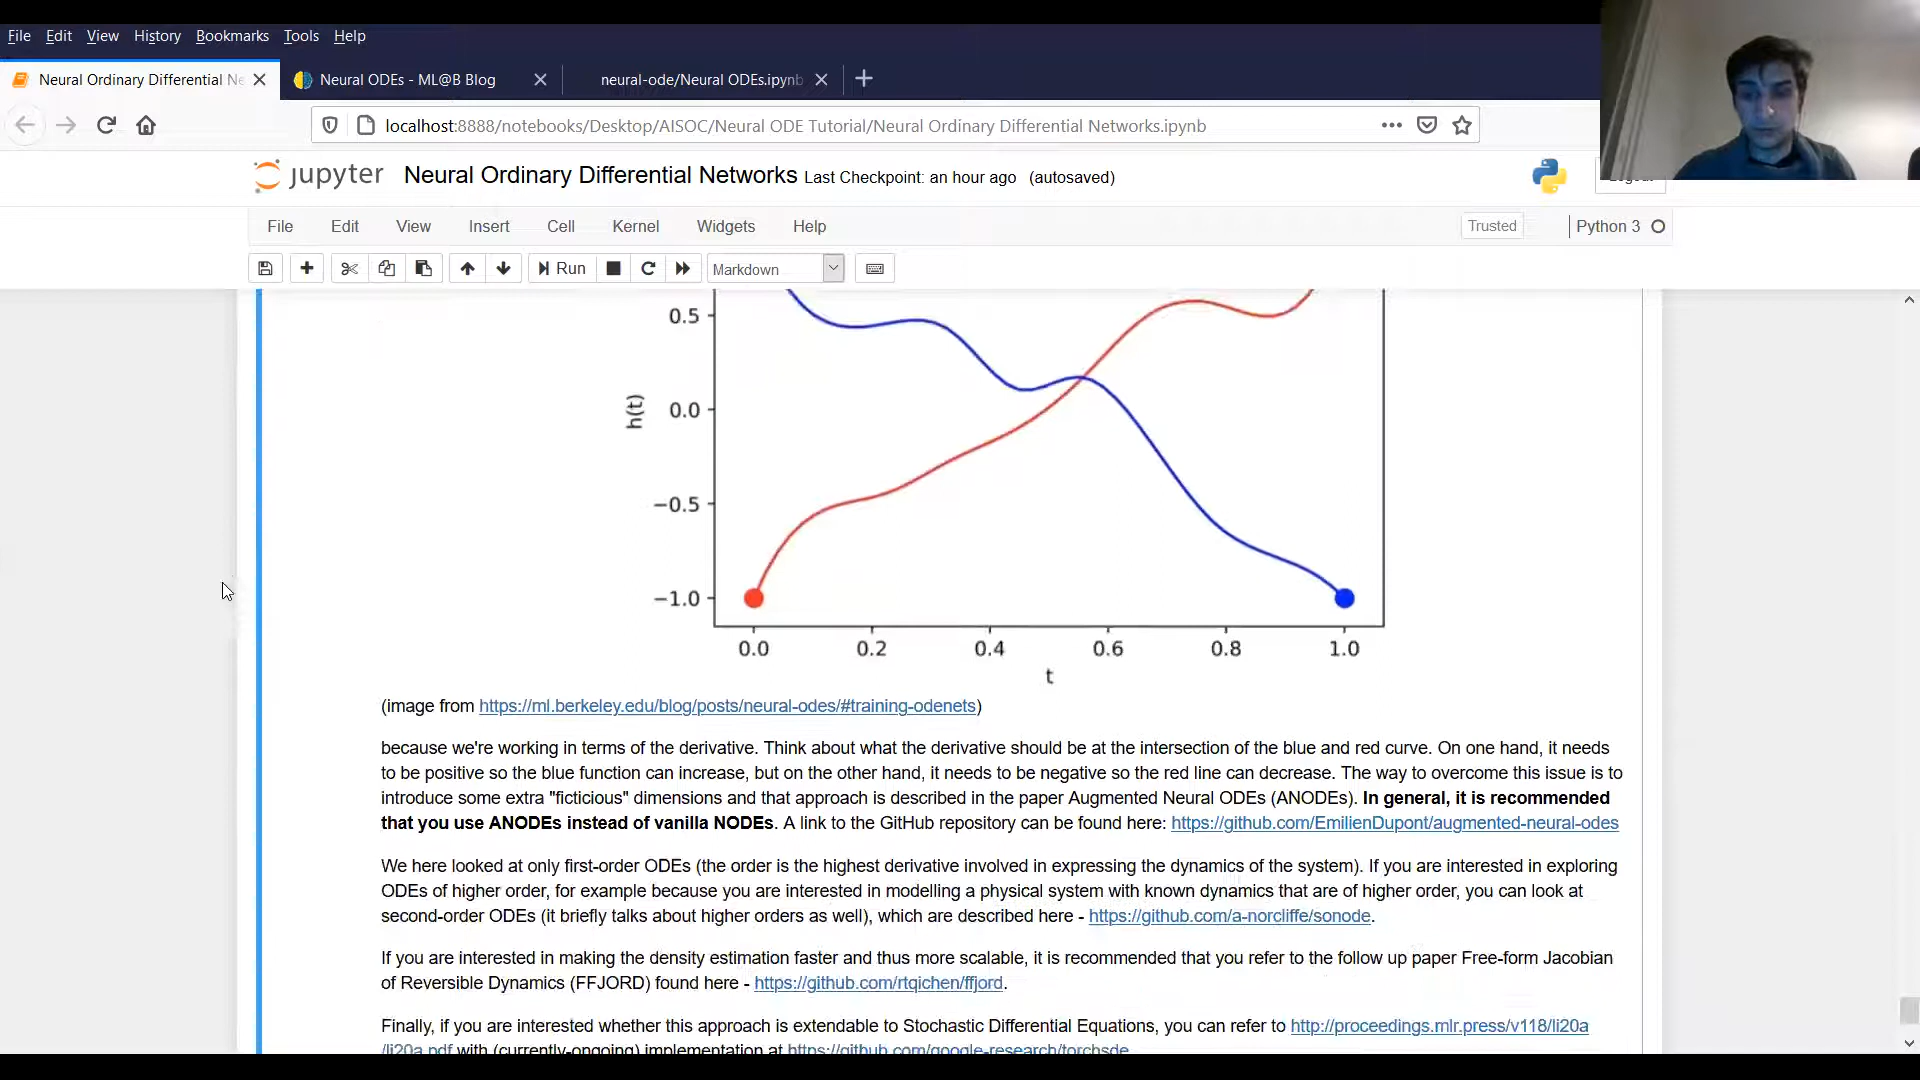 File Edit View History Bookmarks Tools Help
Neural Ordinary Differential Ne
Neural ODEs - ML@B Blog
neural-ode/Neural ODEs.ipynb
localhost:8888/notebooks/Desktop/AISOC/Neural ODE Tutorial/Neural Ordinary Differential Networks.ipynb
jupyter Neural Ordinary Differential Networks Last Checkpoint: an hour ago (autosaved)
File Edit View Insert Cell Kernel Widgets Help Trusted Python 3
Run Markdown
0.5
0.0
−0.5
−1.0
h(t)
0.0 0.2 0.4 0.6 0.8 1.0
t
(image from https://ml.berkeley.edu/blog/posts/neural-odes/#training-odenets)
because we're working in terms of the derivative. Think about what the derivative should be at the intersection of the blue and red curve. On one hand, it needs
to be positive so the blue function can increase, but on the other hand, it needs to be negative so the red line can decrease. The way to overcome this issue is to
introduce some extra "ficticious" dimensions and that approach is described in the paper Augmented Neural ODEs (ANODEs). In general, it is recommended
that you use ANODEs instead of vanilla NODEs. A link to the GitHub repository can be found here: https://github.com/EmilienDupont/augmented-neural-odes
We here looked at only first-order ODEs (the order is the highest derivative involved in expressing the dynamics of the system). If you are interested in exploring
ODEs of higher order, for example because you are interested in modelling a physical system with known dynamics that are of higher order, you can look at
second-order ODEs (it briefly talks about higher orders as well), which are described here - https://github.com/a-norcliffe/sonode.
If you are interested in making the density estimation faster and thus more scalable, it is recommended that you refer to the follow up paper Free-form Jacobian
of Reversible Dynamics (FFJORD) found here - https://github.com/rtqichen/ffjord.
Finally, if you are interested whether this approach is extendable to Stochastic Differential Equations, you can refer to http://proceedings.mlr.press/v118/li20a
/li20a.pdf with (currently-ongoing) implementation at https://github.com/google-research/torchsde